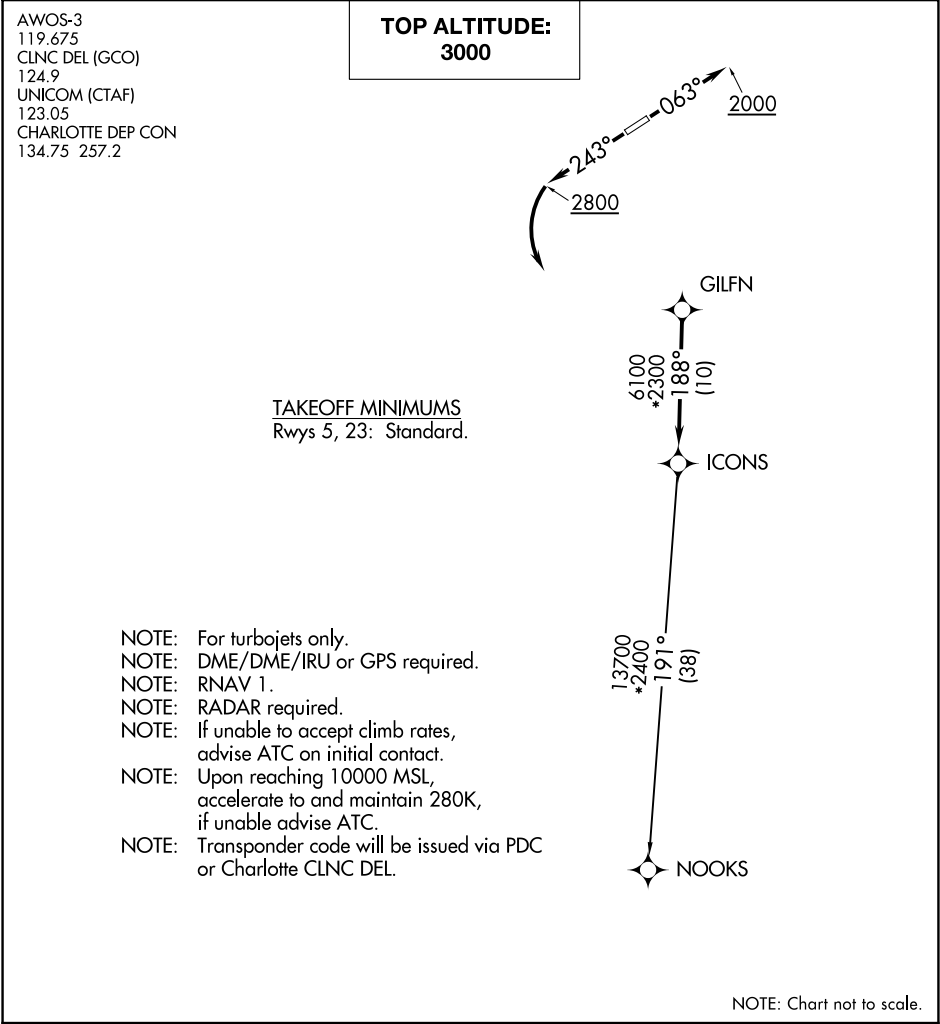 AWOS-3
119.675
CLNC DEL (GCO)
124.9
UNICOM (CTAF)
123.05
CHARLOTTE DEP CON
134.75 257.2
TOP ALTITUDE:
3000
063°
2000
243°
2800
GILFN
6100
*2300
188°
(10)
TAKEOFF MINIMUMS
Rwys 5, 23: Standard.
ICONS
13700
*2400
191°
(38)
NOTE: For turbojets only.
NOTE: DME/DME/IRU or GPS required.
NOTE: RNAV 1.
NOTE: RADAR required.
NOTE: If unable to accept climb rates,
advise ATC on initial contact.
NOTE: Upon reaching 10000 MSL,
accelerate to and maintain 280K,
if unable advise ATC.
NOTE: Transponder code will be issued via PDC
or Charlotte CLNC DEL.
NOOKS
NOTE: Chart not to scale.